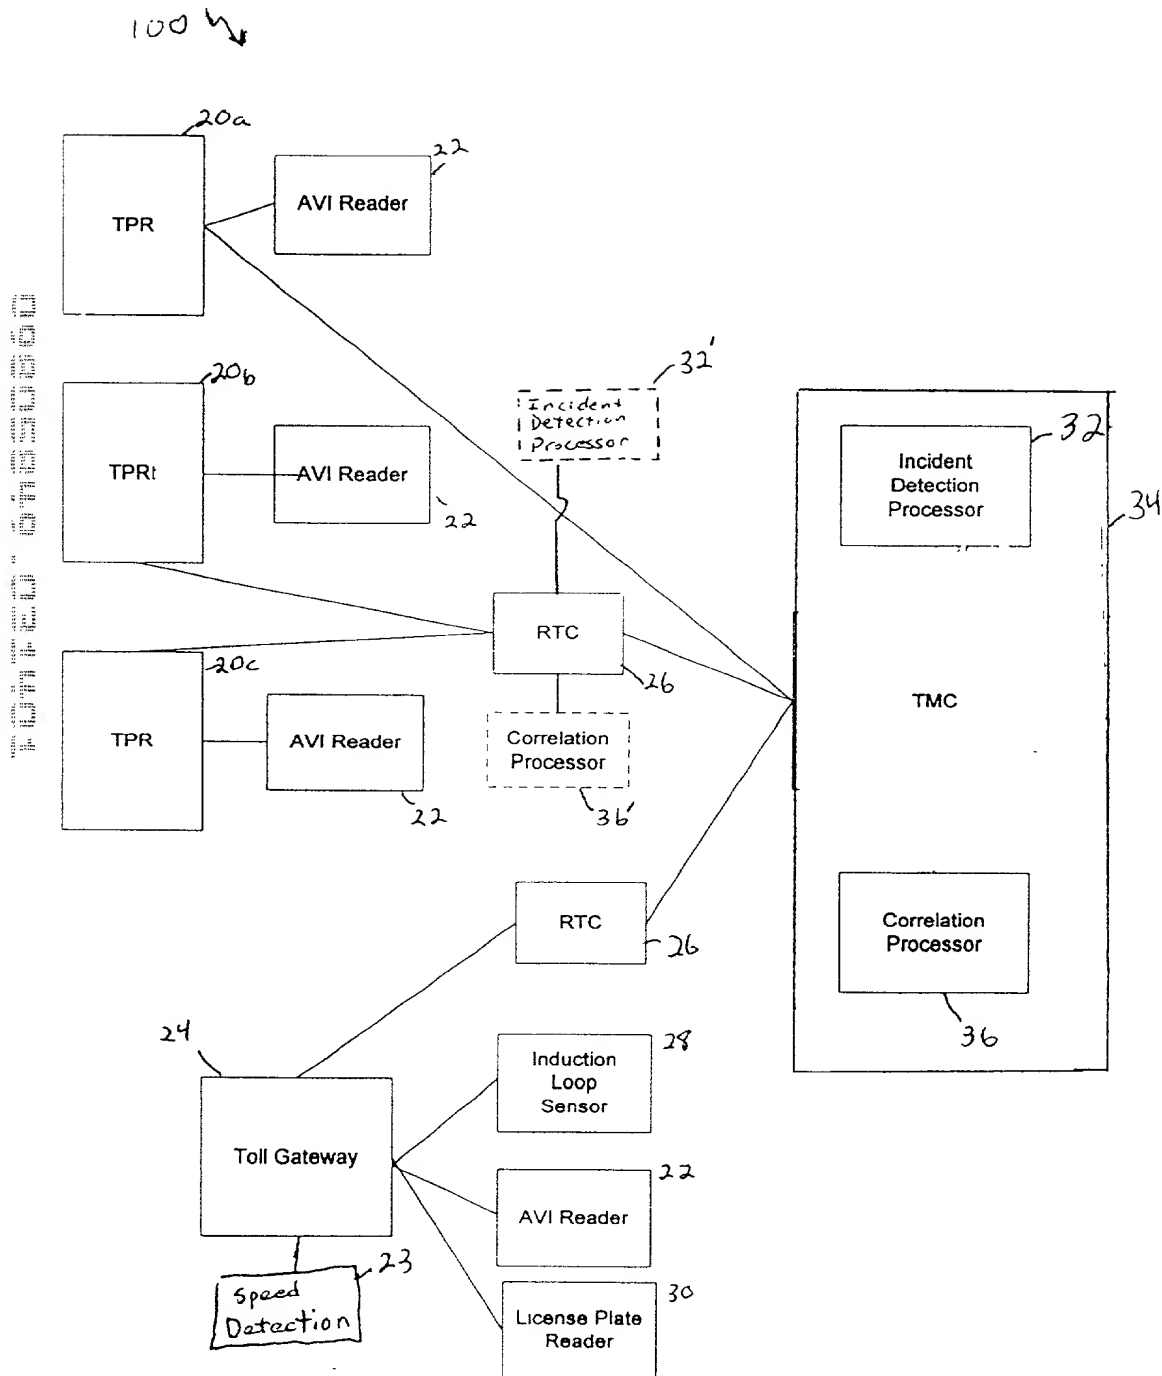 100
20a
TPR
22
AVI Reader
20b
TPRt
AVI Reader
22
32'
Incident
Detection
Processor
32
Incident
Detection
Processor
34
RTC
26
20c
TPR
AVI Reader
22
Correlation
Processor
36'
TMC
RTC
26
Correlation
Processor
36
24
Toll Gateway
28
Induction
Loop
Sensor
22
AVI Reader
23
Speed
Detection
30
License Plate
Reader